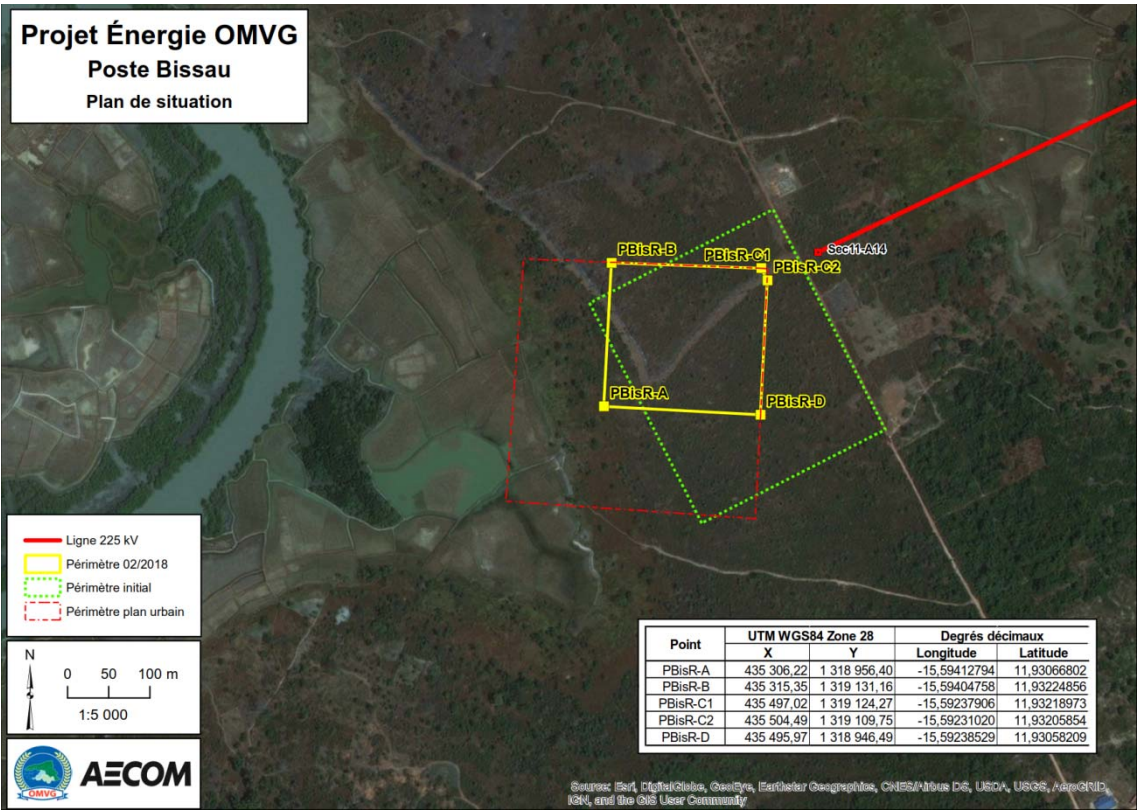 Projet Énergie OMVG
Poste Bissau
Plan de situation
Sec11-A14
PBisR-B
PBisR-C1
PBisR-C2
PBisR-A
PBisR-D
Ligne 225 kV
Périmètre 02/2018
Périmètre initial
Périmètre plan urbain
N
0 50 100 m
1:5 000
OMVG
AECOM
Point UTM WGS84 Zone 28 Degrés décimaux
X Y Longitude Latitude
PBisR-A 435 306,22 1 318 956,40 -15,59412794 11,93066802
PBisR-B 435 315,35 1 319 131,16 -15,59404758 11,93224856
PBisR-C1 435 497,02 1 319 124,27 -15,59237906 11,93218973
PBisR-C2 435 504,49 1 319 109,75 -15,59231020 11,93205854
PBisR-D 435 495,97 1 318 946,49 -15,59238529 11,93058209
Source: Esri, DigitalGlobe, GeoEye, Earthstar Geographics, CNES/Airbus DS, USDA, USGS, AeroGRID,
IGN, and the GIS User Community